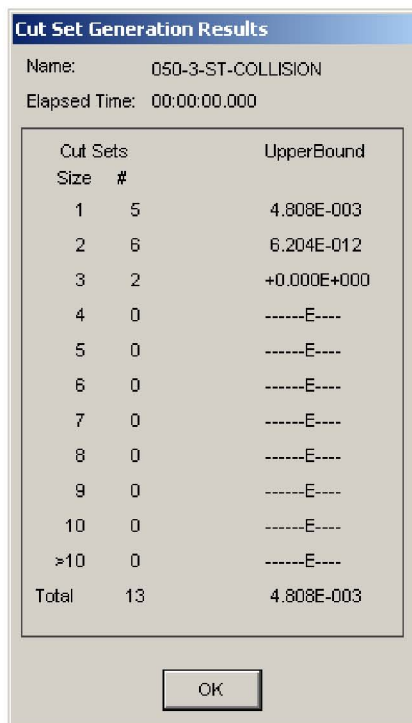 Cut Set Generation Results
Name: 050-3-ST-COLLISION
Elapsed Time: 00:00:00.000
Cut Sets UpperBound
Size #
1 5 4.808E-003
2 6 6.204E-012
3 2 +0.000E+000
4 0 ------E----
5 0 ------E----
6 0 ------E----
7 0 ------E----
8 0 ------E----
9 0 ------E----
10 0 ------E----
>10 0 ------E----
Total 13 4.808E-003
OK